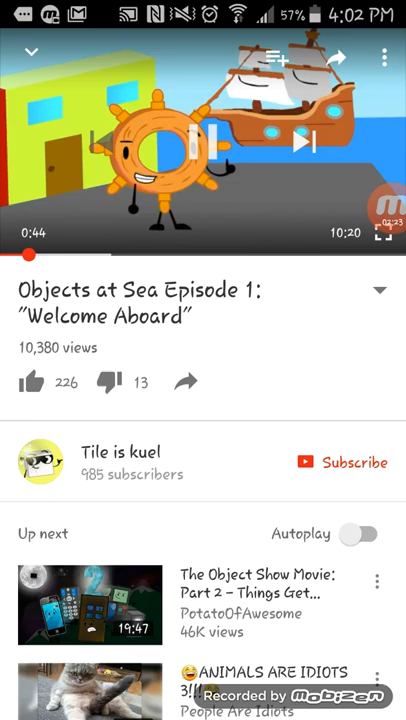 57% 4:02 PM
02:23
0:44 10:20
Objects at Sea Episode 1:
"Welcome Aboard"
10,380 views
226 13
Tile is kuel
985 subscribers
Subscribe
Up next Autoplay
The Object Show Movie:
Part 2 - Things Get...
PotatoOfAwesome
46K views
19:47
😂ANIMALS ARE IDIOTS
3!!!
People Are Idiots
Recorded by mobizen